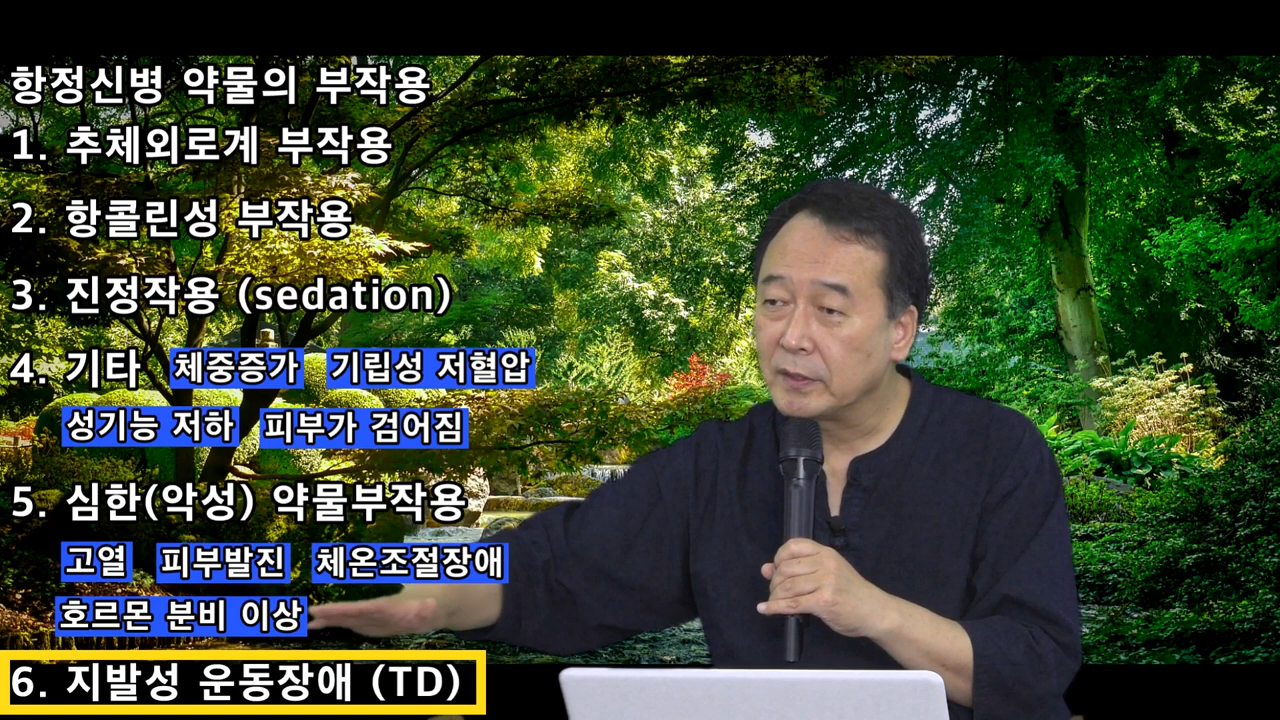 항정신병 약물의 부작용
1. 추체외로계 부작용
2. 항콜린성 부작용
3. 진정작용 (sedation)
4. 기타 체중증가 기립성 저혈압
성기능 저하 피부가 검어짐
5. 심한(악성) 약물부작용
고열 피부발진 체온조절장애
호르몬 분비 이상
6. 지발성 운동장애 (TD)